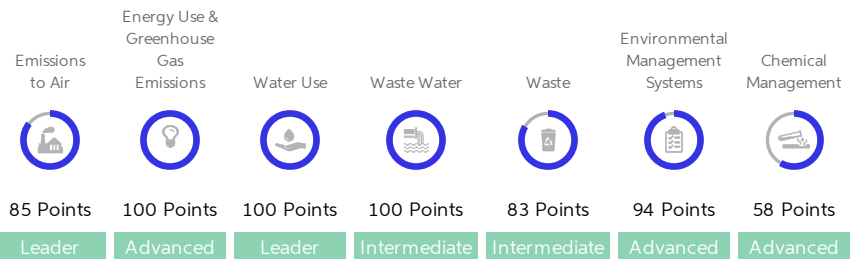 Emissions
to Air
85 Points
Leader
Energy Use &
Greenhouse
Gas
Emissions
100 Points
Advanced
Water Use
100 Points
Leader
Waste Water
100 Points
Intermediate
Waste
83 Points
Intermediate
Environmental
Management
Systems
94 Points
Advanced
Chemical
Management
58 Points
Advanced